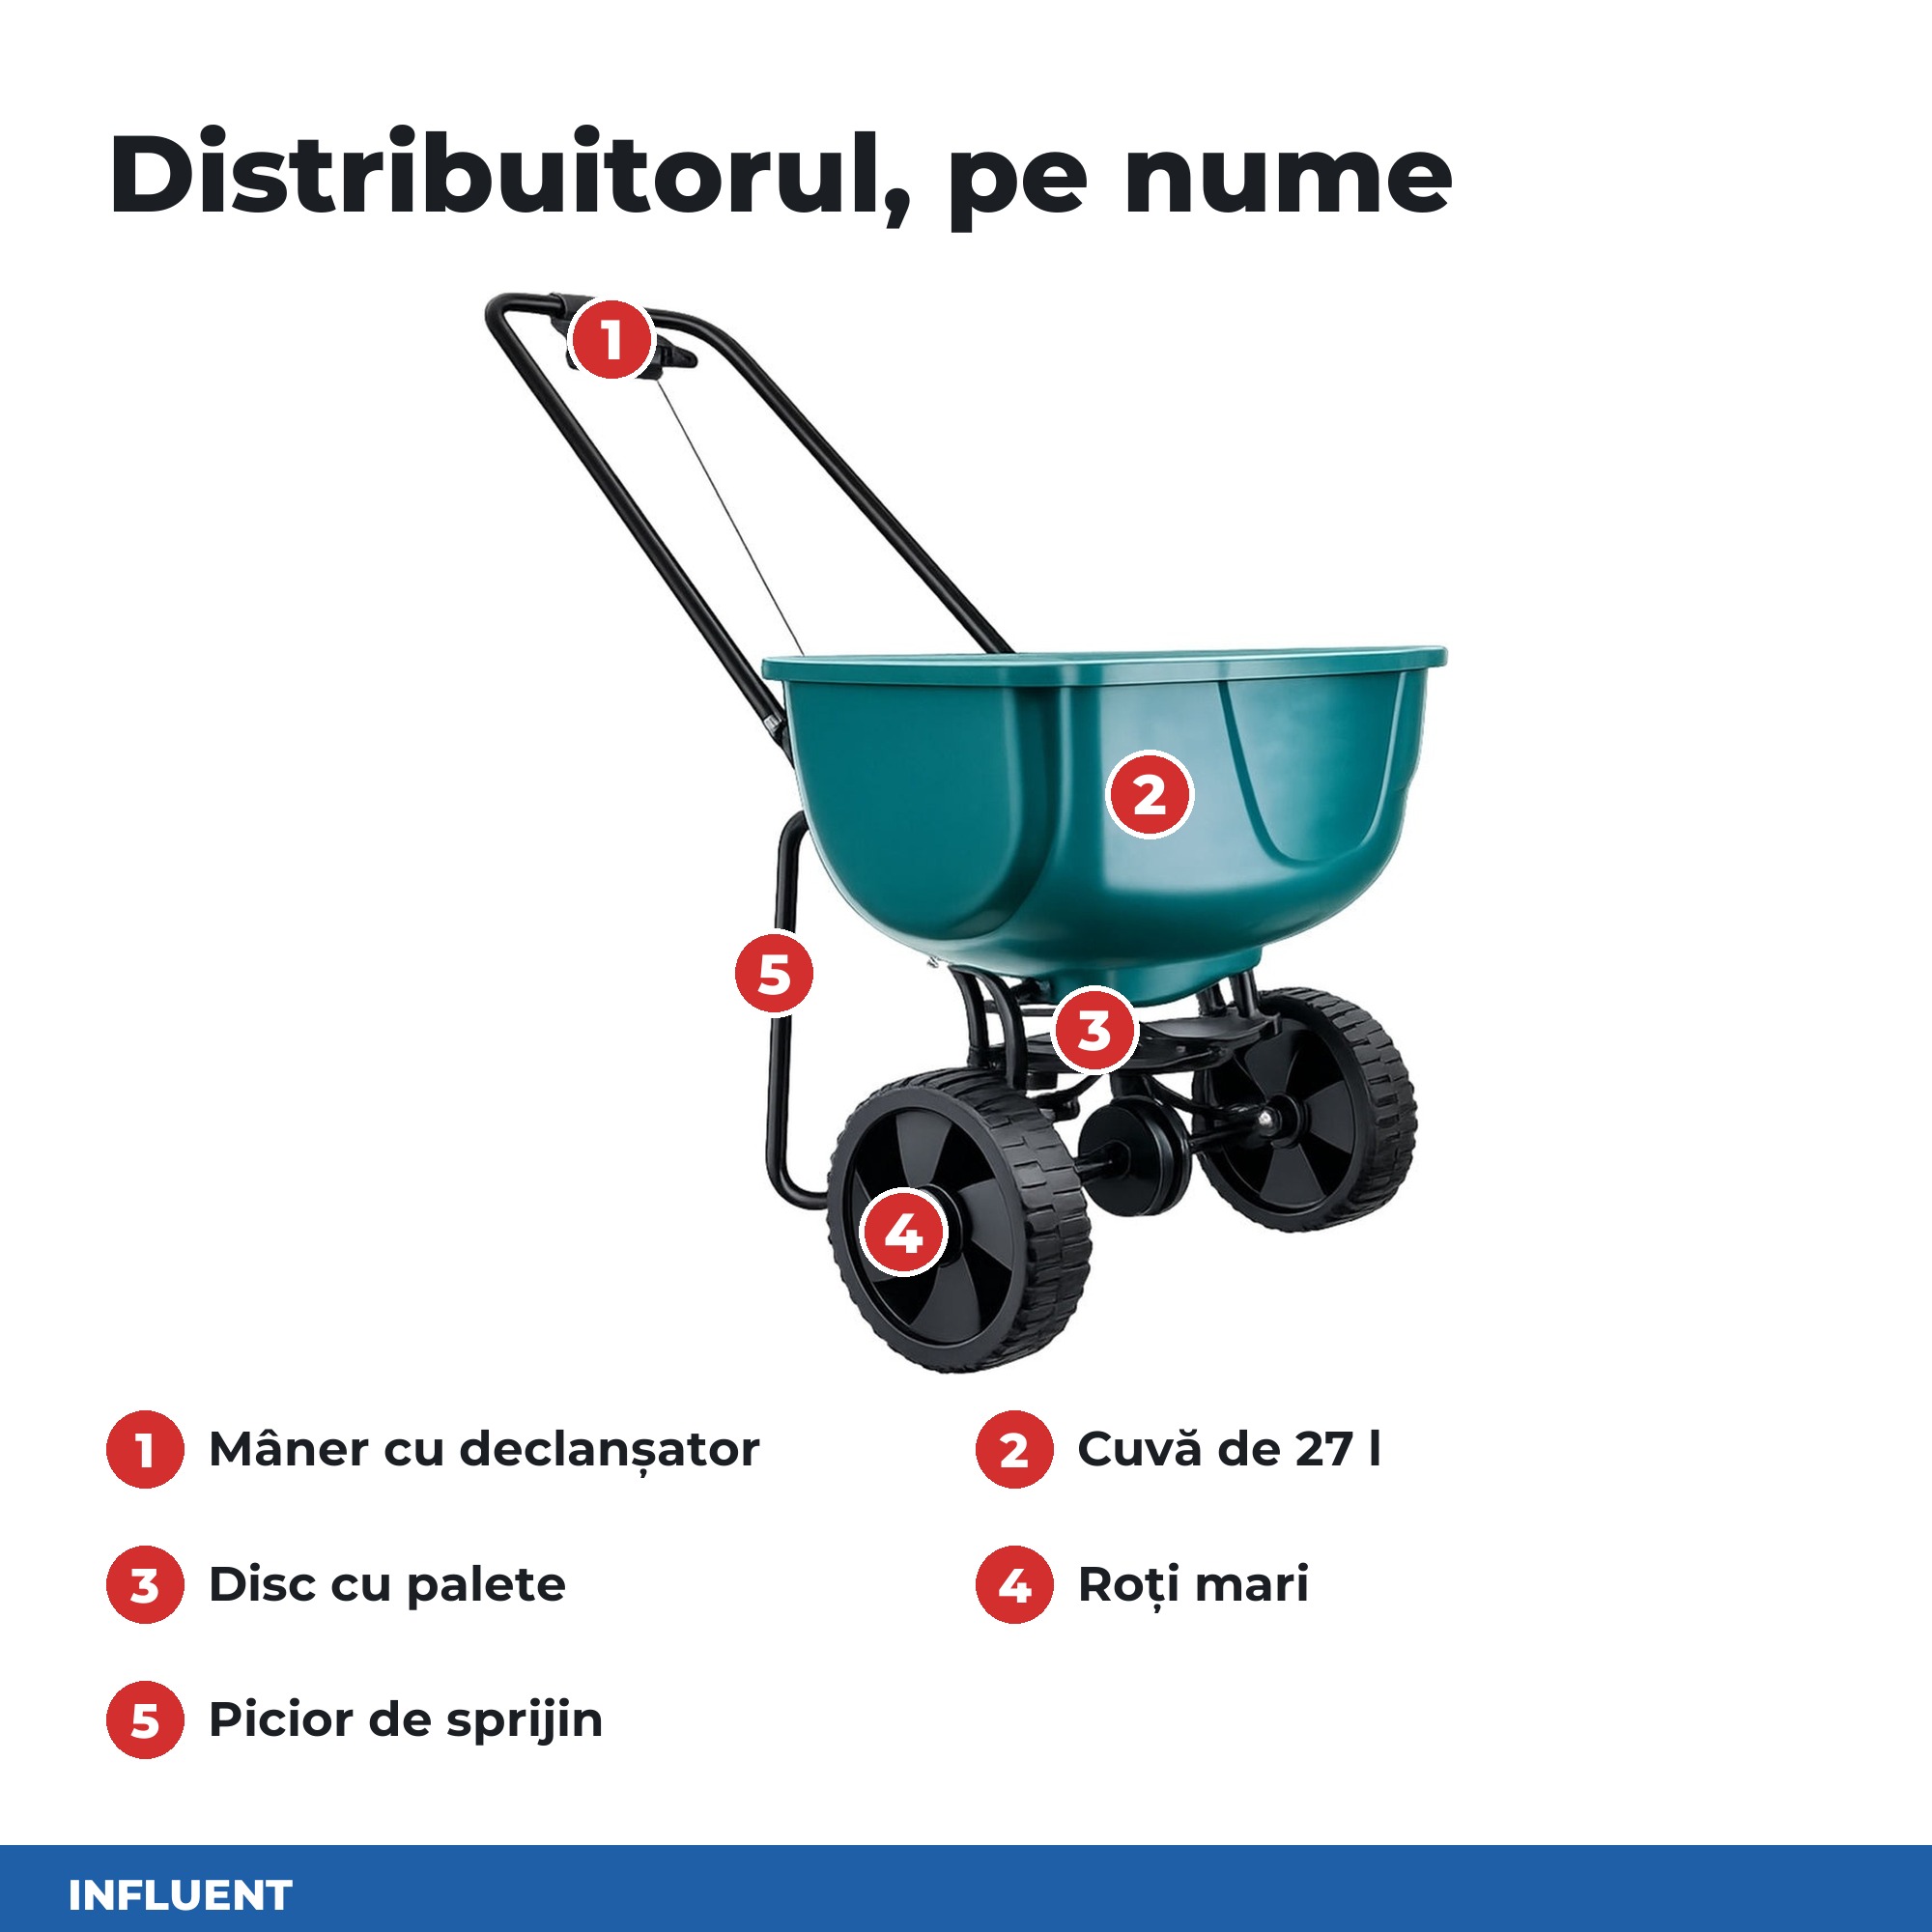 Distribuitorul, pe nume
1
2
5
3
4
1 Mâner cu declanșator
2 Cuvă de 27 l
3 Disc cu palete
4 Roți mari
5 Picior de sprijin
INFLUENT